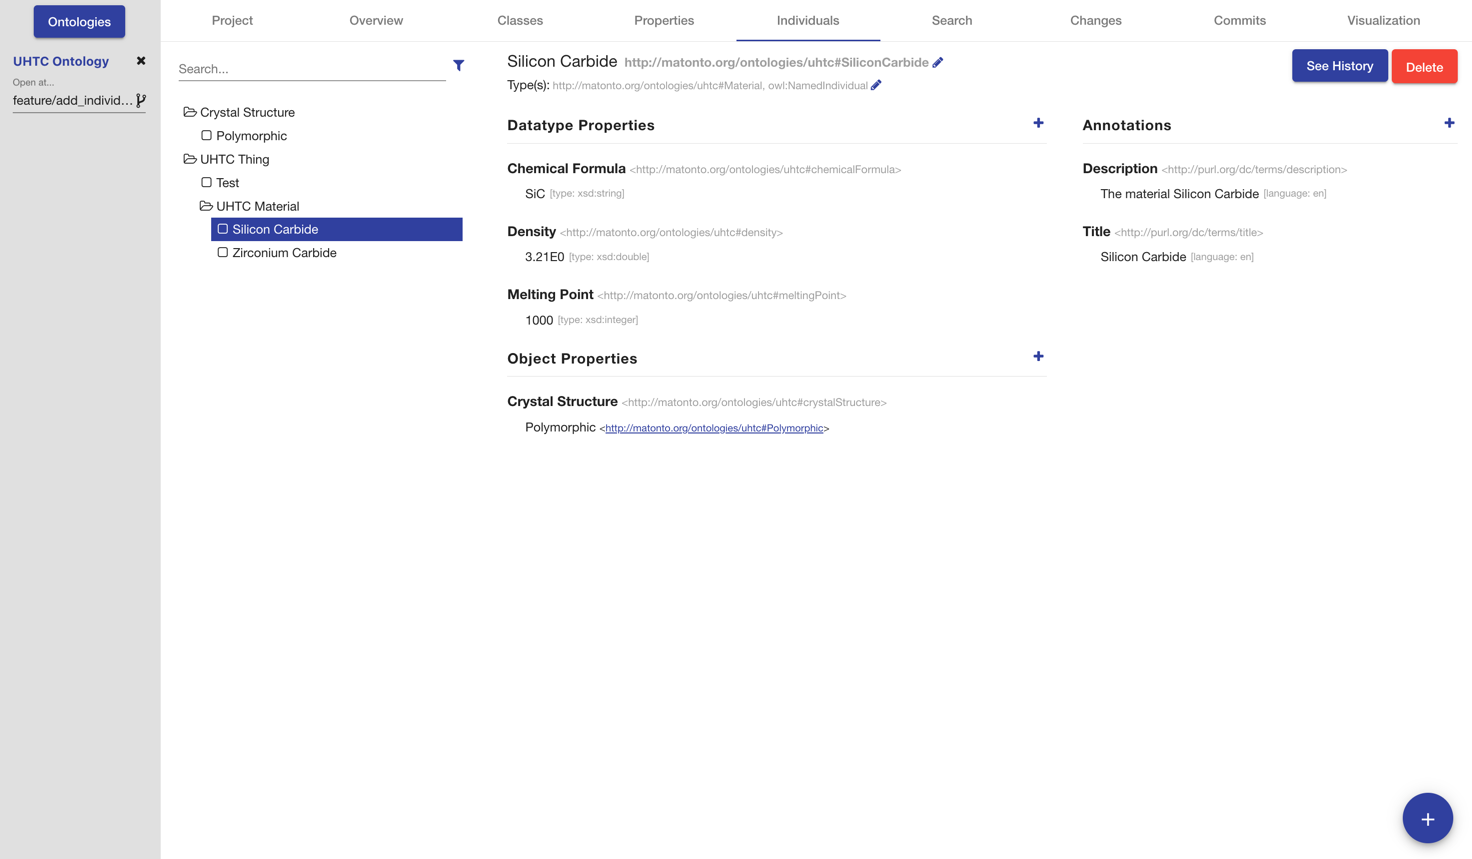 Ontologies
Project
Overview
Classes
Properties
Individuals
Search
Changes
Commits
Visualization
UHTC Ontology
Open at...
feature/add_individ...
Search...
Crystal Structure
Polymorphic
UHTC Thing
Test
UHTC Material
Silicon Carbide
Zirconium Carbide
Silicon Carbide http://matonto.org/ontologies/uhtc#SiliconCarbide
Type(s): http://matonto.org/ontologies/uhtc#Material, owl:NamedIndividual
See History
Delete
Datatype Properties
Chemical Formula <http://matonto.org/ontologies/uhtc#chemicalFormula>
SiC [type: xsd:string]
Density <http://matonto.org/ontologies/uhtc#density>
3.21E0 [type: xsd:double]
Melting Point <http://matonto.org/ontologies/uhtc#meltingPoint>
1000 [type: xsd:integer]
Object Properties
Crystal Structure <http://matonto.org/ontologies/uhtc#crystalStructure>
Polymorphic <http://matonto.org/ontologies/uhtc#Polymorphic>
Annotations
Description <http://purl.org/dc/terms/description>
The material Silicon Carbide [language: en]
Title <http://purl.org/dc/terms/title>
Silicon Carbide [language: en]